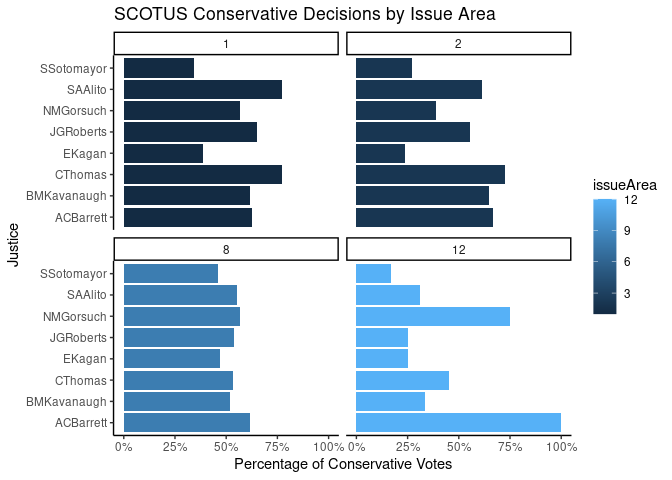 SCOTUS Conservative Decisions by Issue Area
1
2
SSotomayor
SAAlito
NMGorsuch
JGRoberts
EKagan
CThomas
BMKavanaugh
ACBarrett
8
12
SSotomayor
SAAlito
NMGorsuch
JGRoberts
EKagan
CThomas
BMKavanaugh
ACBarrett
0% 25% 50% 75% 100% 0% 25% 50% 75% 100%
Percentage of Conservative Votes
Justice
issueArea
12
9
6
3